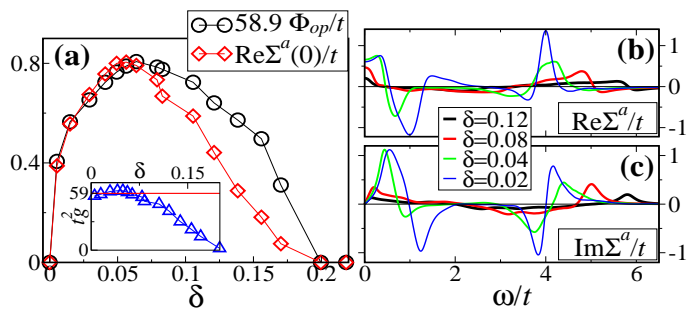 (a)
58.9 Φop/t
ReΣᵃ(0)/t
0.8
0.4
0
0 0.05 0.1 0.15 0.2
δ
0 δ 0.15
59
0
t²g
(b)
ReΣᵃ/t
1
0
-1
δ=0.12
δ=0.08
δ=0.04
δ=0.02
(c)
ImΣᵃ/t
1
0
-1
0 2 4 6
ω/t